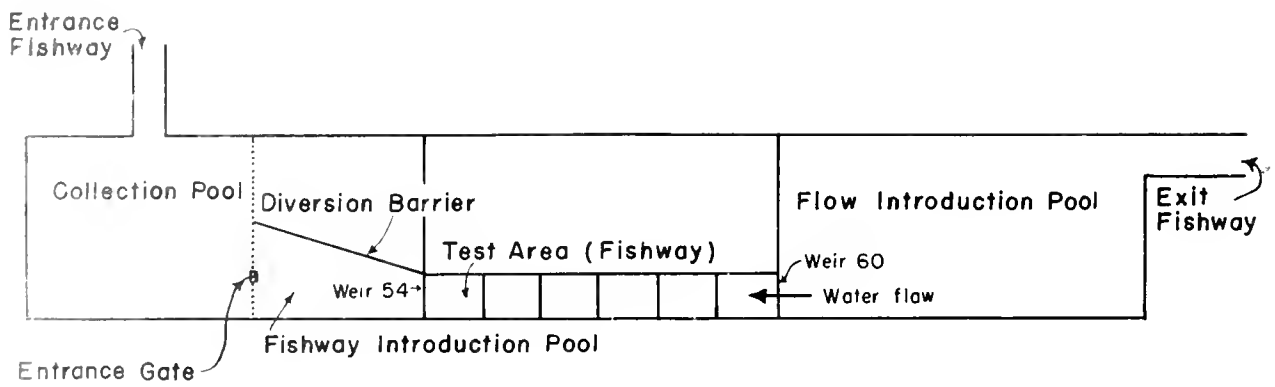 Entrance
Fishway
Collection Pool
Diversion Barrier
Flow Introduction Pool
Exit
Fishway
Test Area (Fishway)
Weir 60
Weir 54
Water flaw
Fishway Introduction Pool
Entrance Gate